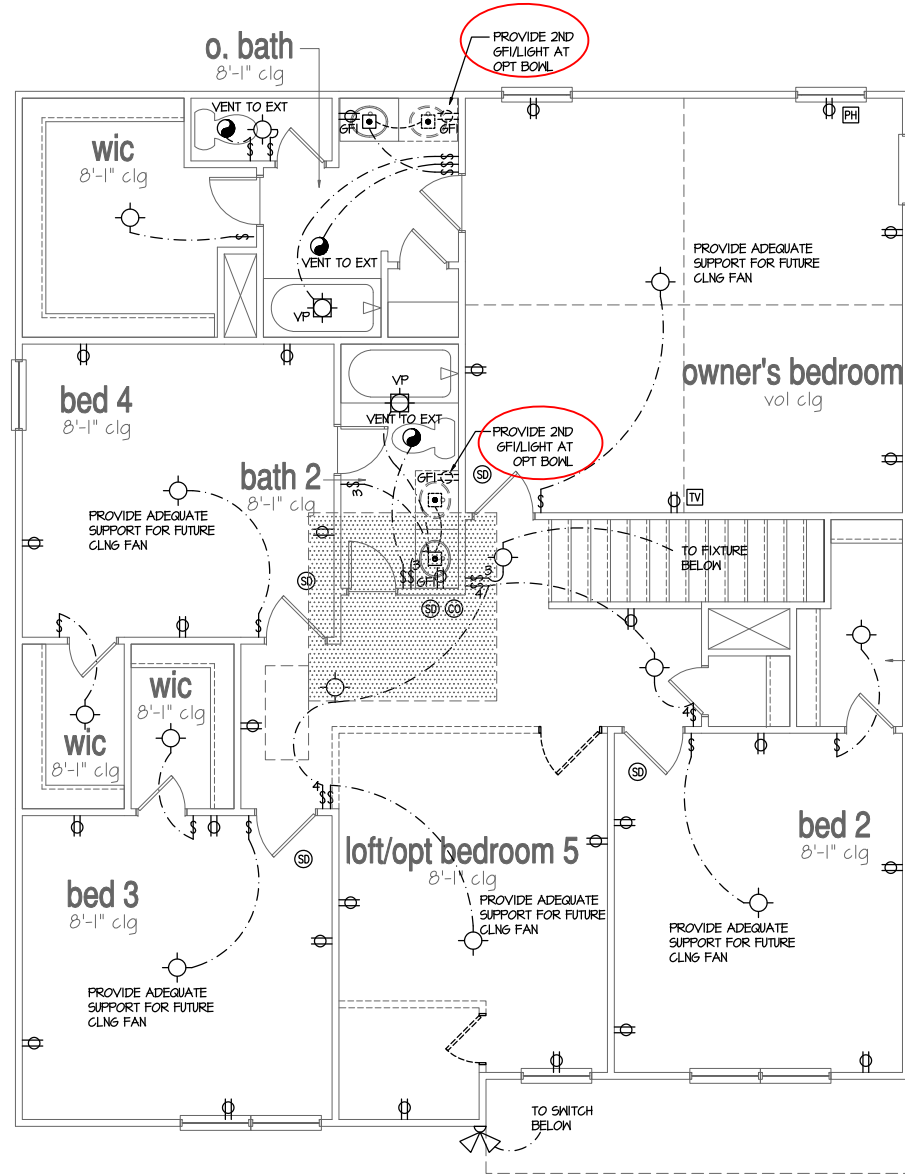 o. bath
8'-1" clg
PROVIDE 2ND
GFI/LIGHT AT
OPT BOWL
VENT TO EXT
GFI
GFI
PH
wic
8'-1" clg
$ $
$$$
$
VENT TO EXT
VP
PROVIDE ADEQUATE
SUPPORT FOR FUTURE
CLNG FAN
owner's bedroom
vol clg
bed 4
8'-1" clg
VP
VENT TO EXT
PROVIDE 2ND
GFI/LIGHT AT
OPT BOWL
bath 2
8'-1" clg
GFI
SD
3$$
TV
$
PROVIDE ADEQUATE
SUPPORT FOR FUTURE
CLNG FAN
TO FIXTURE
BELOW
SD
$$3
GFI
3
4
SD
CO
$
$
wic
8'-1" clg
wic
8'-1" clg
4$
$
$
SD
4$$
$
$
SD
loft/opt bedroom 5
8'-1" clg
bed 2
8'-1" clg
bed 3
8'-1" clg
PROVIDE ADEQUATE
SUPPORT FOR FUTURE
CLNG FAN
PROVIDE ADEQUATE
SUPPORT FOR FUTURE
CLNG FAN
PROVIDE ADEQUATE
SUPPORT FOR FUTURE
CLNG FAN
TO SWITCH
BELOW